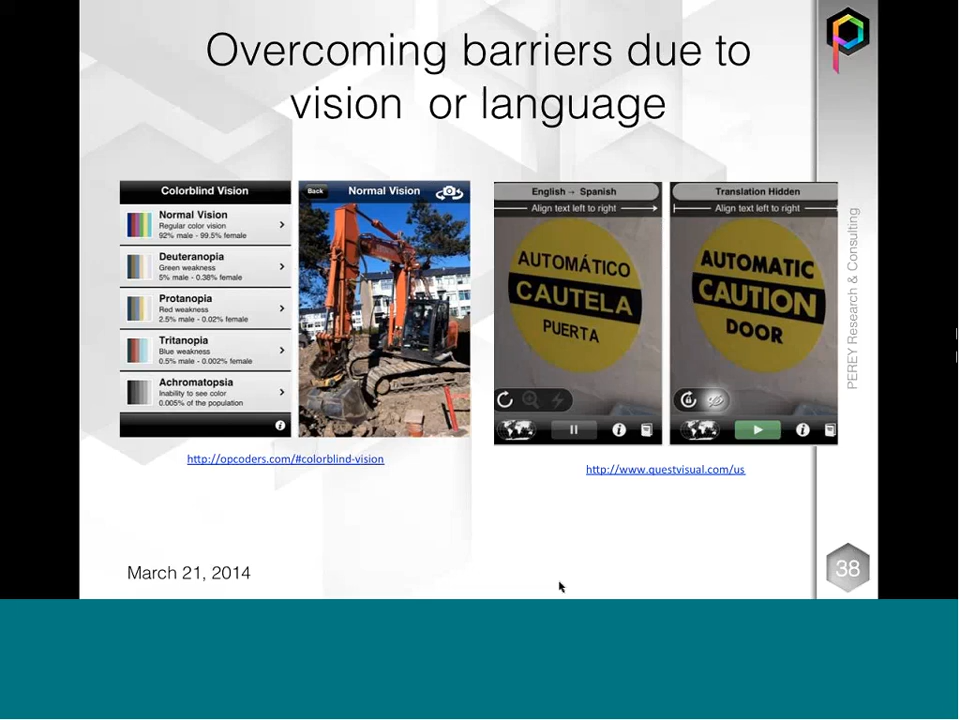 Overcoming barriers due to
vision or language
Colorblind Vision
Normal Vision
Regular color vision
92% male - 99.5% female
Deuteranopia
Green weakness
5% male - 0.38% female
Protanopia
Red weakness
2.5% male - 0.02% female
Tritanopia
Blue weakness
0.5% male - 0.002% female
Achromatopsia
Inability to see color
0.005% of the population
Back
Normal Vision
English → Spanish
Align text left to right
AUTOMÁTICO
CAUTELA
PUERTA
Translation Hidden
Align text left to right
AUTOMATIC
CAUTION
DOOR
http://opcoders.com/#colorblind-vision
http://www.questvisual.com/us
PEREY Research & Consulting
March 21, 2014
38